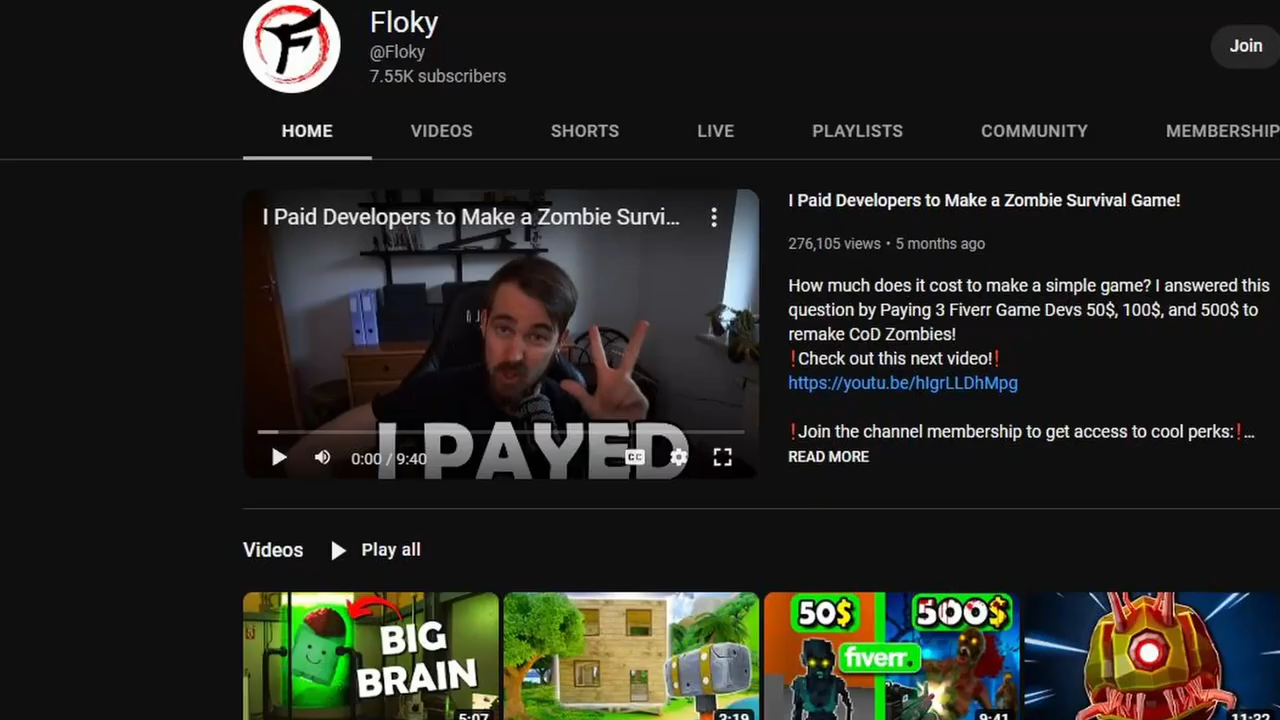 Floky
@Floky
7.55K subscribers
Join
HOME VIDEOS SHORTS LIVE PLAYLISTS COMMUNITY MEMBERSHIP
I Paid Developers to Make a Zombie Survi...
I PAYED
0:00 / 9:40
CC
I Paid Developers to Make a Zombie Survival Game!
276,105 views • 5 months ago
How much does it cost to make a simple game? I answered this
question by Paying 3 Fiverr Game Devs 50$, 100$, and 500$ to
remake CoD Zombies!
❗Check out this next video!❗
https://youtu.be/hIgrLLDhMpg
❗Join the channel membership to get access to cool perks:❗...
READ MORE
Videos Play all
BIG
BRAIN
5:07
3:19
50$ 500$
fiverr.
9:41
11:32